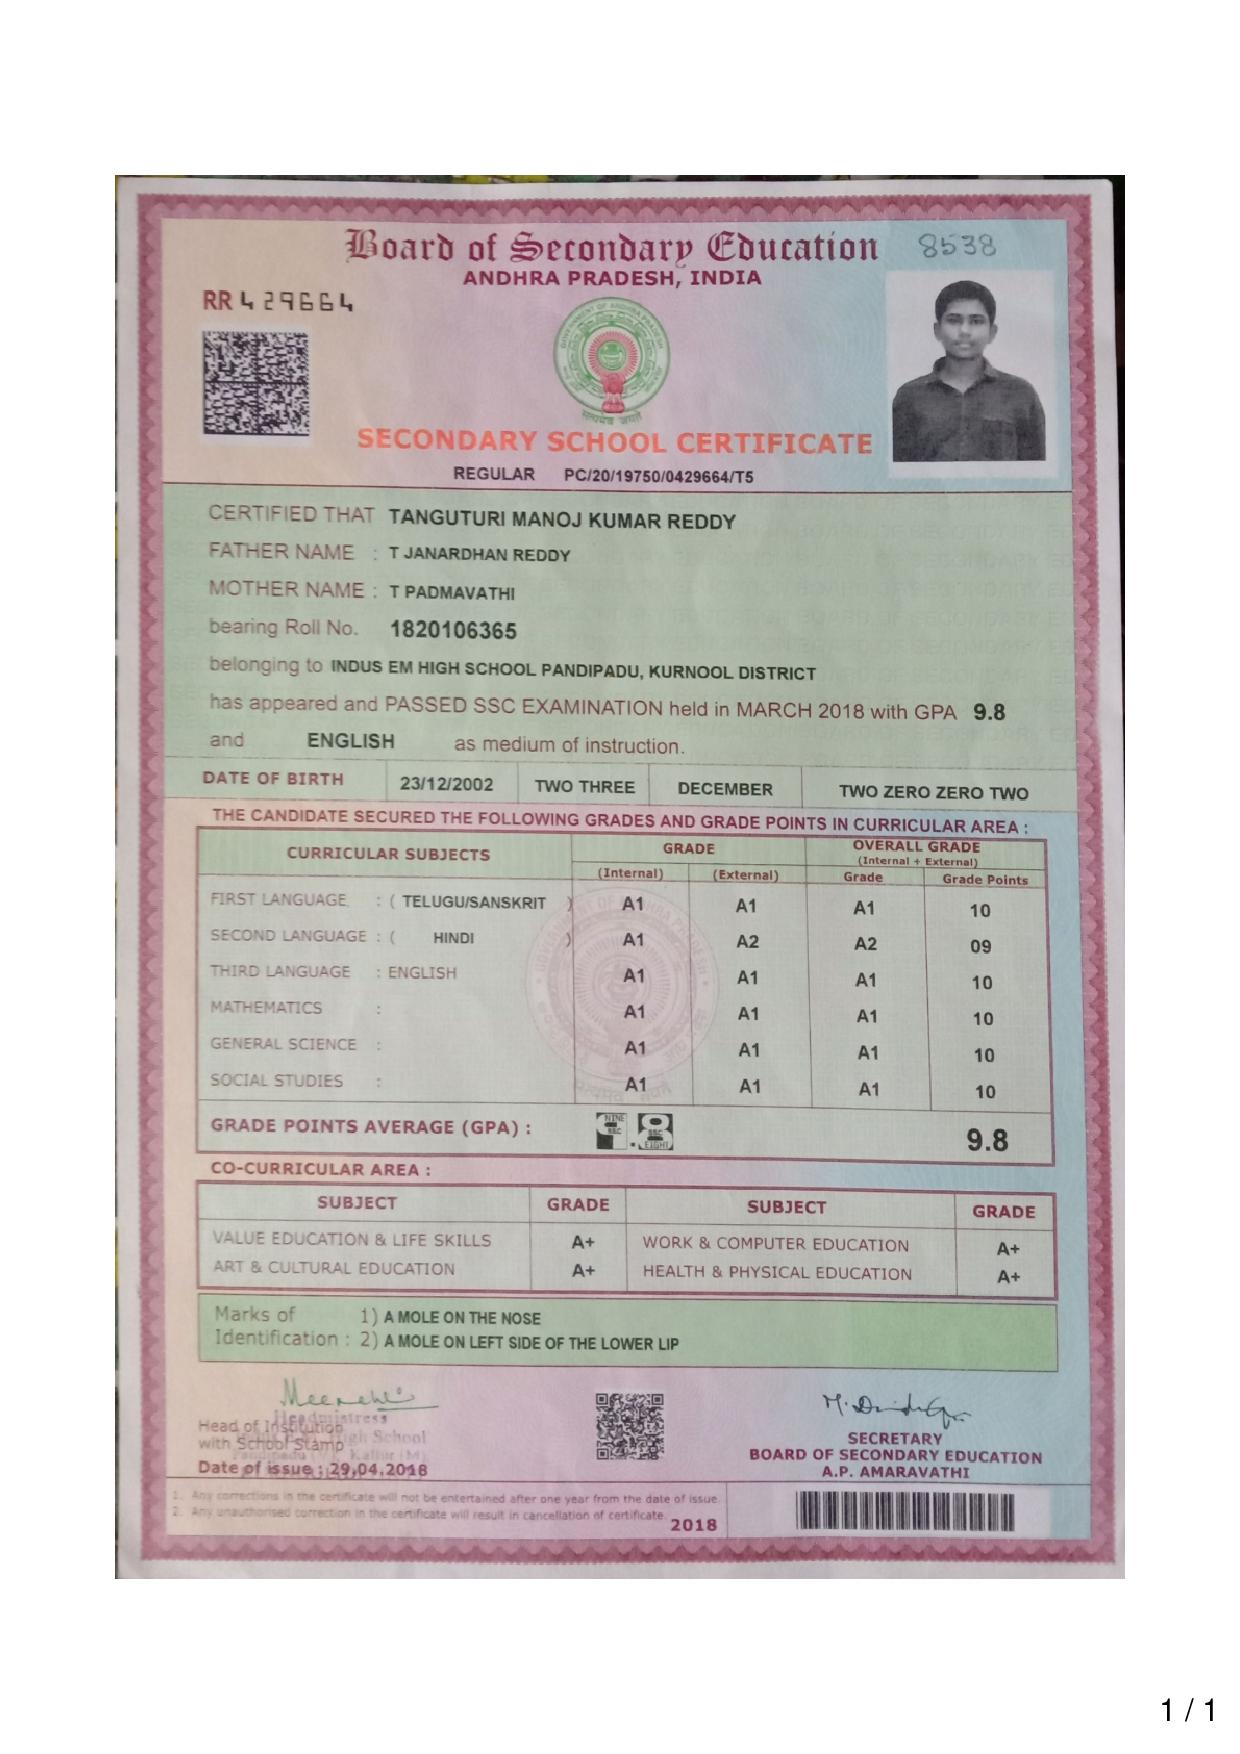 Board of Secondary Education
8538
ANDHRA PRADESH, INDIA
RR 429664
GOVERNMENT OF ANDHRA PRADESH
सत्यमेव जयते
SECONDARY SCHOOL CERTIFICATE
REGULAR PC/20/19750/0429664/T5
CERTIFIED THAT TANGUTURI MANOJ KUMAR REDDY
FATHER NAME : T JANARDHAN REDDY
MOTHER NAME : T PADMAVATHI
bearing Roll No. 1820106365
belonging to INDUS EM HIGH SCHOOL PANDIPADU, KURNOOL DISTRICT
has appeared and PASSED SSC EXAMINATION held in MARCH 2018 with GPA 9.8
and ENGLISH as medium of instruction.
DATE OF BIRTH 23/12/2002 TWO THREE DECEMBER TWO ZERO ZERO TWO
THE CANDIDATE SECURED THE FOLLOWING GRADES AND GRADE POINTS IN CURRICULAR AREA :
CURRICULAR SUBJECTS GRADE OVERALL GRADE
(Internal + External)
(Internal) (External) Grade Grade Points
FIRST LANGUAGE : ( TELUGU/SANSKRIT ) A1 A1 A1 10
SECOND LANGUAGE : ( HINDI ) A1 A2 A2 09
THIRD LANGUAGE : ENGLISH A1 A1 A1 10
MATHEMATICS : A1 A1 A1 10
GENERAL SCIENCE : A1 A1 A1 10
SOCIAL STUDIES : A1 A1 A1 10
GRADE POINTS AVERAGE (GPA) : NINE SSC . SSC EIGHT 9.8
CO-CURRICULAR AREA :
SUBJECT GRADE SUBJECT GRADE
VALUE EDUCATION & LIFE SKILLS A+ WORK & COMPUTER EDUCATION A+
ART & CULTURAL EDUCATION A+ HEALTH & PHYSICAL EDUCATION A+
Marks of 1) A MOLE ON THE NOSE
Identification : 2) A MOLE ON LEFT SIDE OF THE LOWER LIP
Headmistress
Head of Institution
High School
with School Stamp
Pandipadu Kallur (M)
Date of issue : 29.04.2018
SECRETARY
BOARD OF SECONDARY EDUCATION
A.P. AMARAVATHI
1. Any corrections in the certificate will not be entertained after one year from the date of issue.
2. Any unauthorised correction in the certificate will result in cancellation of certificate.
2018
1 / 1